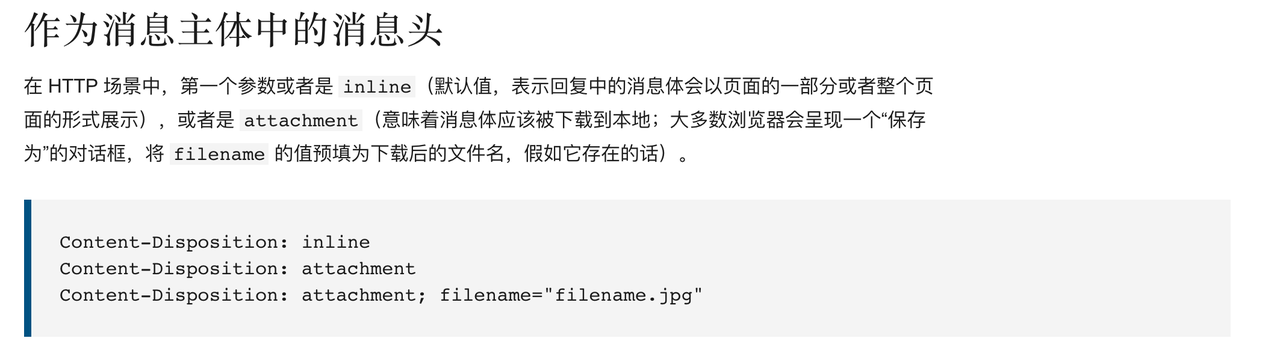 作为消息主体中的消息头
在 HTTP 场景中，第一个参数或者是 inline（默认值，表示回复中的消息体会以页面的一部分或者整个页
面的形式展示），或者是 attachment（意味着消息体应该被下载到本地；大多数浏览器会呈现一个“保存
为”的对话框，将 filename 的值预填为下载后的文件名，假如它存在的话）。
Content-Disposition: inline
Content-Disposition: attachment
Content-Disposition: attachment; filename="filename.jpg"